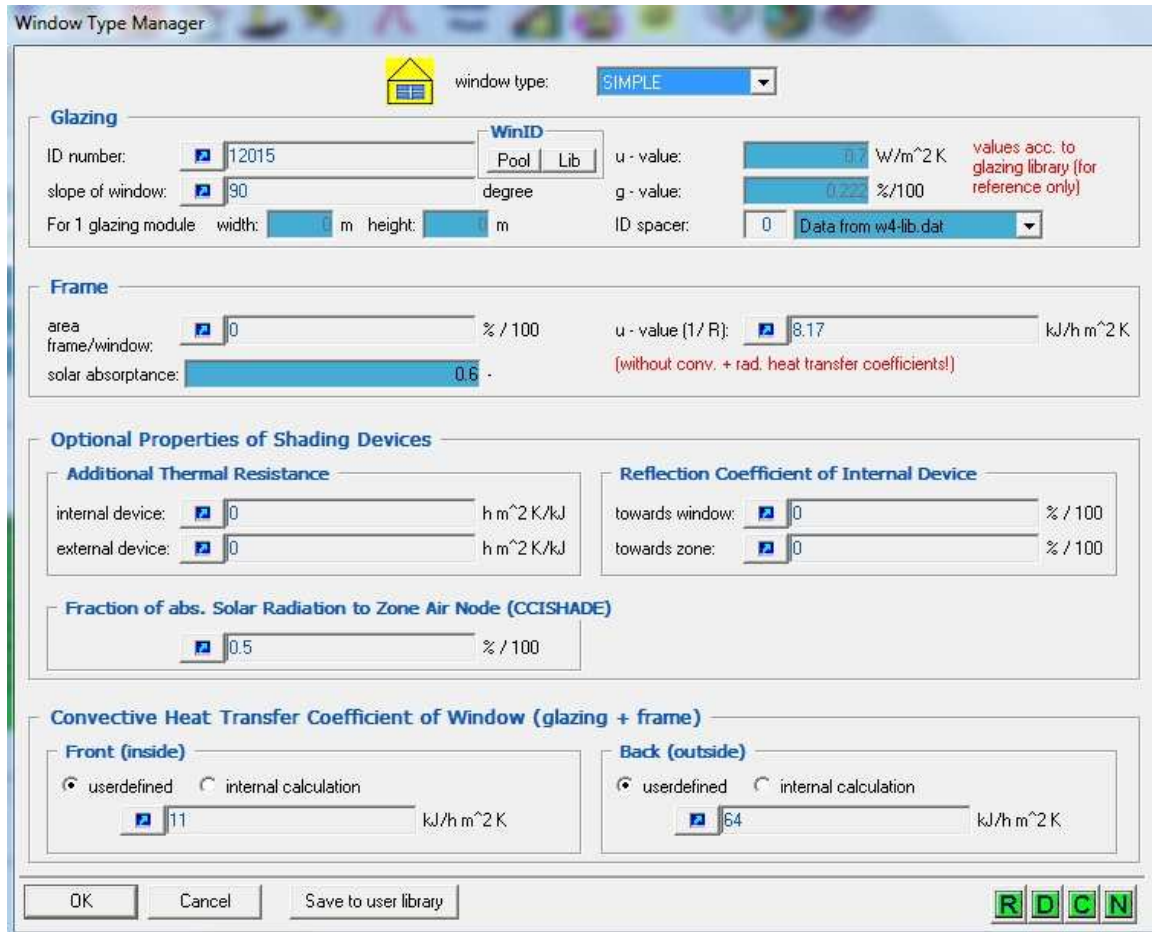 Window Type Manager
window type: SIMPLE
Glazing
WinID
ID number: 12015 Pool Lib u - value: 0.7 W/m^2 K values acc. to
glazing library (for
slope of window: 90 degree g - value: 0.222 %/100 reference only)
For 1 glazing module width: 0 m height: 0 m ID spacer: 0 Data from w4-lib.dat
Frame
area
frame/window: 0 % / 100 u - value (1/ R): 8.17 kJ/h m^2 K
solar absorptance: 0.6 - (without conv. + rad. heat transfer coefficients!)
Optional Properties of Shading Devices
Additional Thermal Resistance Reflection Coefficient of Internal Device
internal device: 0 h m^2 K/kJ towards window: 0 % / 100
external device: 0 h m^2 K/kJ towards zone: 0 % / 100
Fraction of abs. Solar Radiation to Zone Air Node (CCISHADE)
0.5 % / 100
Convective Heat Transfer Coefficient of Window (glazing + frame)
Front (inside) Back (outside)
userdefined internal calculation userdefined internal calculation
11 kJ/h m^2 K 64 kJ/h m^2 K
OK Cancel Save to user library R D C N